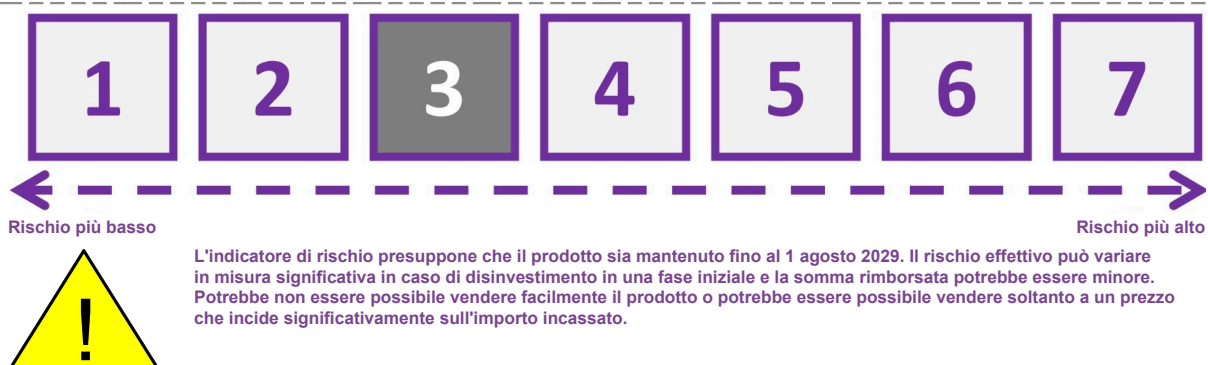 1 2 3 4 5 6 7
Rischio più basso Rischio più alto
L'indicatore di rischio presuppone che il prodotto sia mantenuto fino al 1 agosto 2029. Il rischio effettivo può variare
in misura significativa in caso di disinvestimento in una fase iniziale e la somma rimborsata potrebbe essere minore.
Potrebbe non essere possibile vendere facilmente il prodotto o potrebbe essere possibile vendere soltanto a un prezzo
che incide significativamente sull'importo incassato.
!